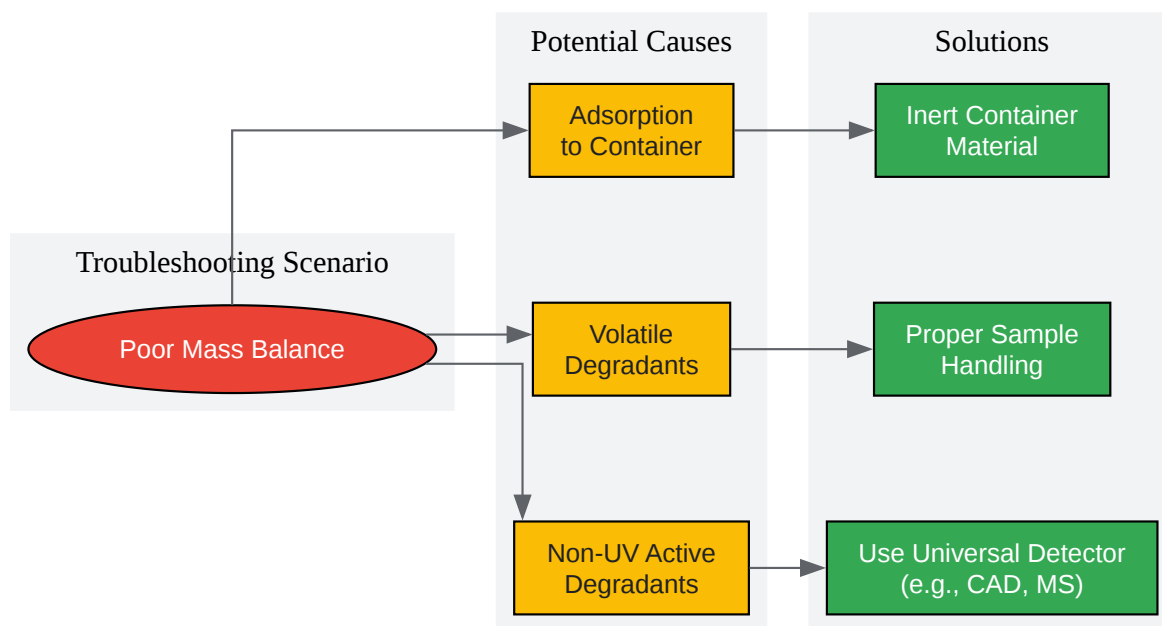 Potential Causes
Solutions
Adsorption
to Container
Inert Container
Material
Troubleshooting Scenario
Poor Mass Balance
Volatile
Degradants
Proper Sample
Handling
Non-UV Active
Degradants
Use Universal Detector
(e.g., CAD, MS)